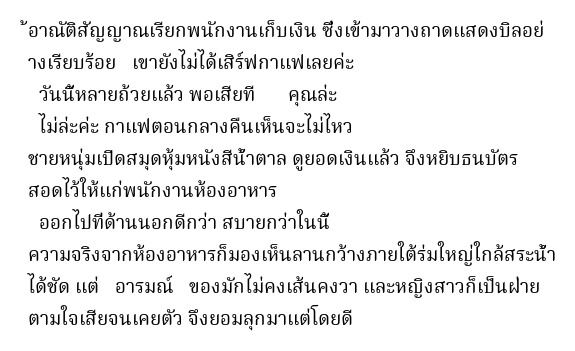 ้อาณัติสัญญาณเรียกพนักงานเก็บเงิน ซึ่งเข้ามาวางถาดแสดงบิลอย่
างเรียบร้อย   เขายังไม่ได้เสิร์ฟกาแฟเลยค่ะ
วันนี้หลายถ้วยแล้ว พอเสียที      คุณล่ะ
ไม่ล่ะค่ะ กาแฟตอนกลางคืนเห็นจะไม่ไหว
ชายหนุ่มเปิดสมุดหุ้มหนังสีน้ำตาล ดูยอดเงินแล้ว จึงหยิบธนบัตร
สอดไว้ให้แก่พนักงานห้องอาหาร
ออกไปที่ด้านนอกดีกว่า สบายกว่าในนี้
ความจริงจากห้องอาหารก็มองเห็นลานกว้างภายใต้ร่มใหญ่ใกล้สระน้ำ
ได้ชัด แต่   อารมณ์   ของมักไม่คงเส้นคงวา และหญิงสาวก็เป็นฝ่าย
ตามใจเสียจนเคยตัว จึงยอมลุกมาแต่โดยดี